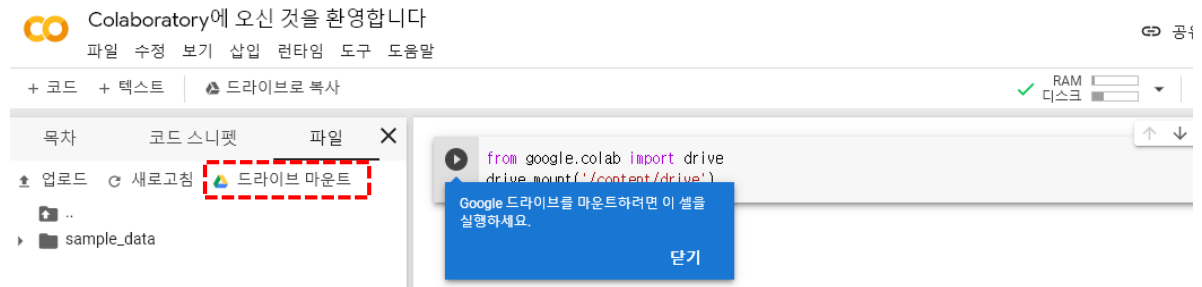 Colaboratory에 오신 것을 환영합니다
파일 수정 보기 삽입 런타임 도구 도움말
공유
+ 코드 + 텍스트 드라이브로 복사
RAM
디스크
목차 코드 스니펫 파일
업로드 새로고침 드라이브 마운트
..
sample_data
from google.colab import drive
drive.mount('/content/drive')
Google 드라이브를 마운트하려면 이 셀을
실행하세요.
닫기